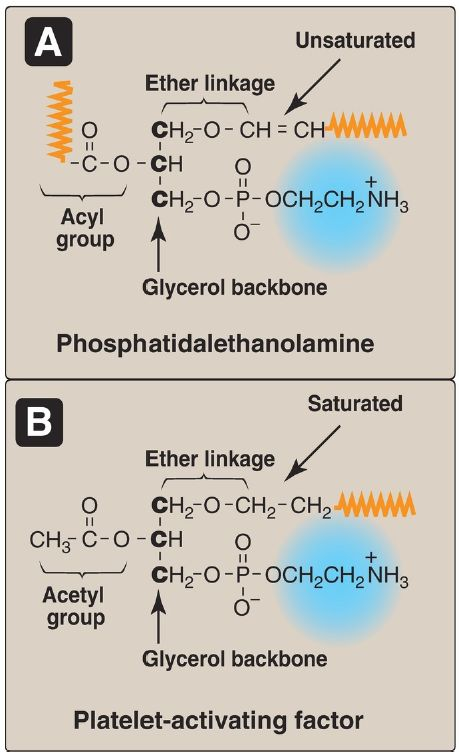 A
Unsaturated
Ether linkage
O
CH2-O-CH=CH
-C-O-CH
O
CH2-O-P-OCH2CH2NH3
+
O-
Acyl
group
Glycerol backbone
Phosphatidalethanolamine
B
Saturated
Ether linkage
O
CH2-O-CH2-CH2
CH3-C-O-CH
O
CH2-O-P-OCH2CH2NH3
+
O-
Acetyl
group
Glycerol backbone
Platelet-activating factor